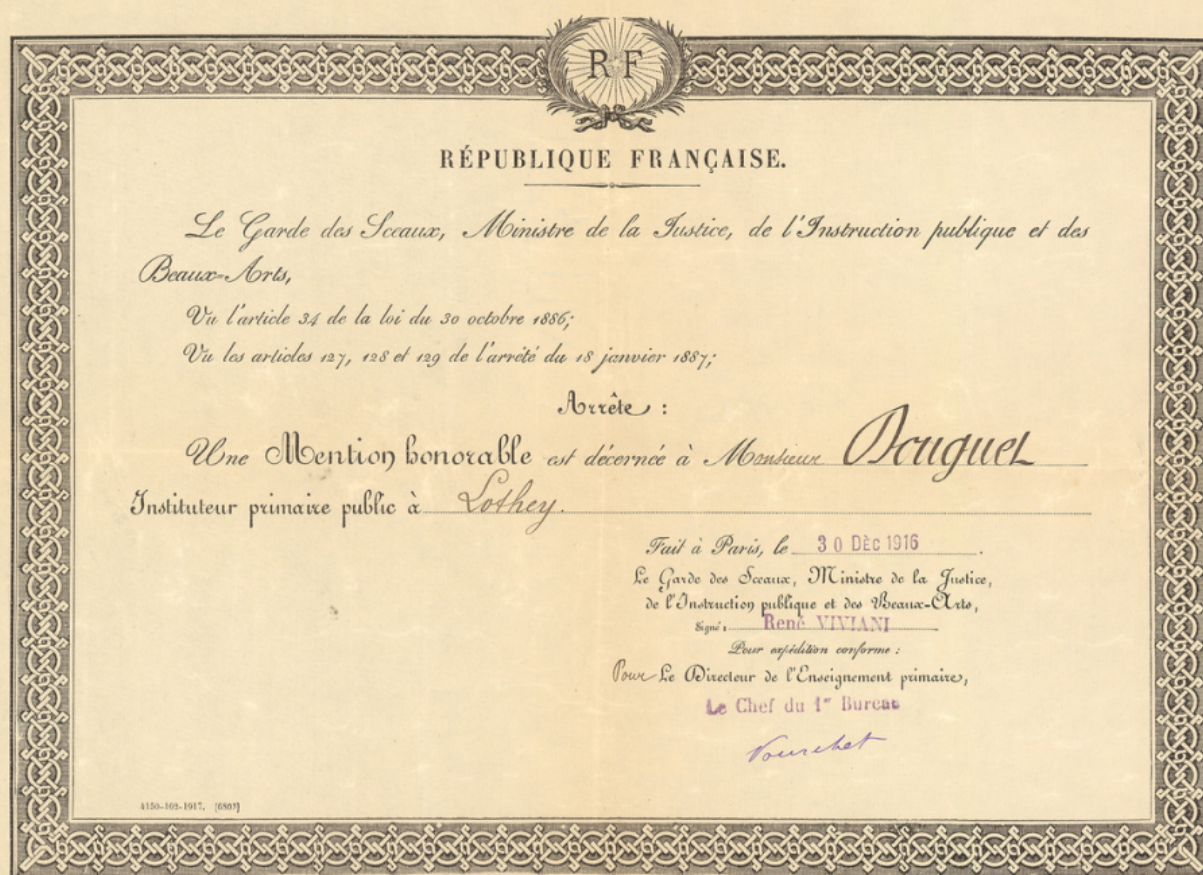 R F
RÉPUBLIQUE FRANÇAISE.
Le Garde des Sceaux, Ministre de la Justice, de l'Instruction publique et des
Beaux-Arts,
Vu l'article 34 de la loi du 30 octobre 1886;
Vu les articles 127, 128 et 129 de l'arrêté du 18 janvier 1887;
Arrête :
Une Mention honorable est décernée à Monsieur Bouguet
Instituteur primaire public à Lothey.
Fait à Paris, le 30 DÉC 1916.
Le Garde des Sceaux, Ministre de la Justice,
de l'Instruction publique et des Beaux-Arts,
Signé : René VIVIANI
Pour expédition conforme :
Pour Le Directeur de l'Enseignement primaire,
Le Chef du 1er Bureau
4150-102-1917. [6803]